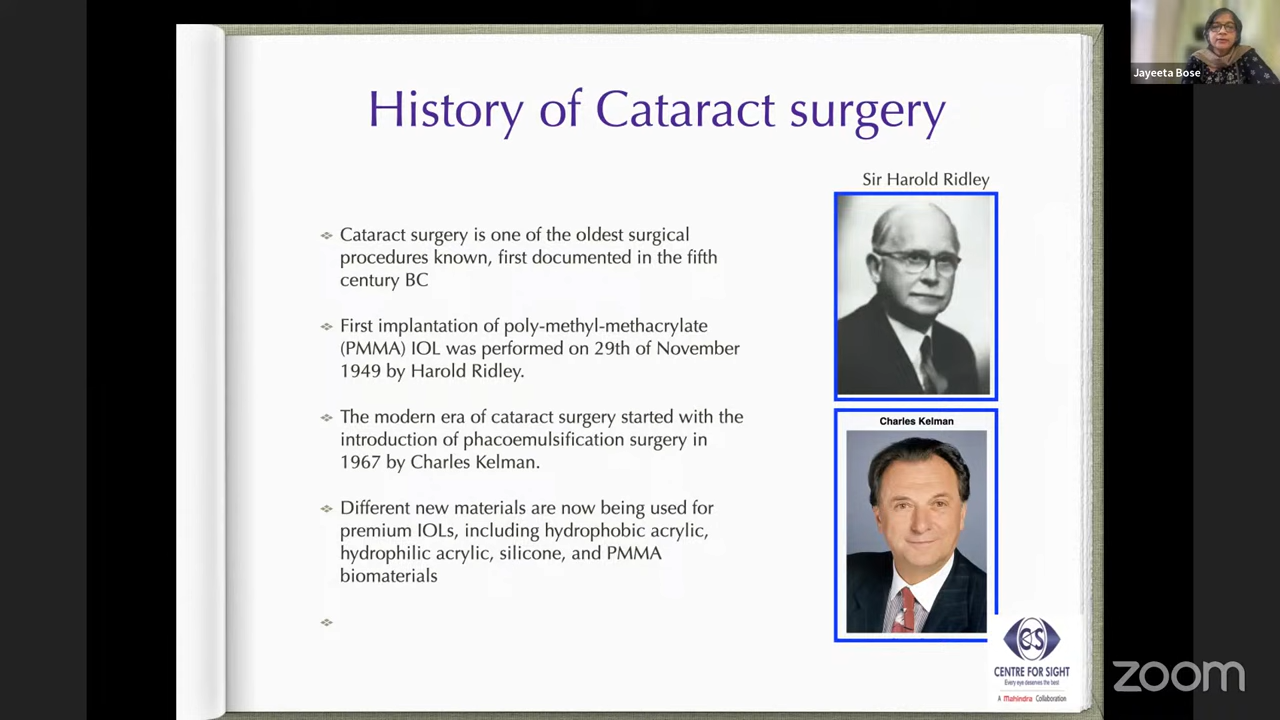 History of Cataract surgery
Jayeeta Bose
Sir Harold Ridley
Cataract surgery is one of the oldest surgical
procedures known, first documented in the fifth
century BC
First implantation of poly-methyl-methacrylate
(PMMA) IOL was performed on 29th of November
1949 by Harold Ridley.
The modern era of cataract surgery started with the
introduction of phacoemulsification surgery in
1967 by Charles Kelman.
Different new materials are now being used for
premium IOLs, including hydrophobic acrylic,
hydrophilic acrylic, silicone, and PMMA
biomaterials
Charles Kelman
CS
CENTRE FOR SIGHT
Every eye deserves the best
A Mahindra Collaboration
zoom